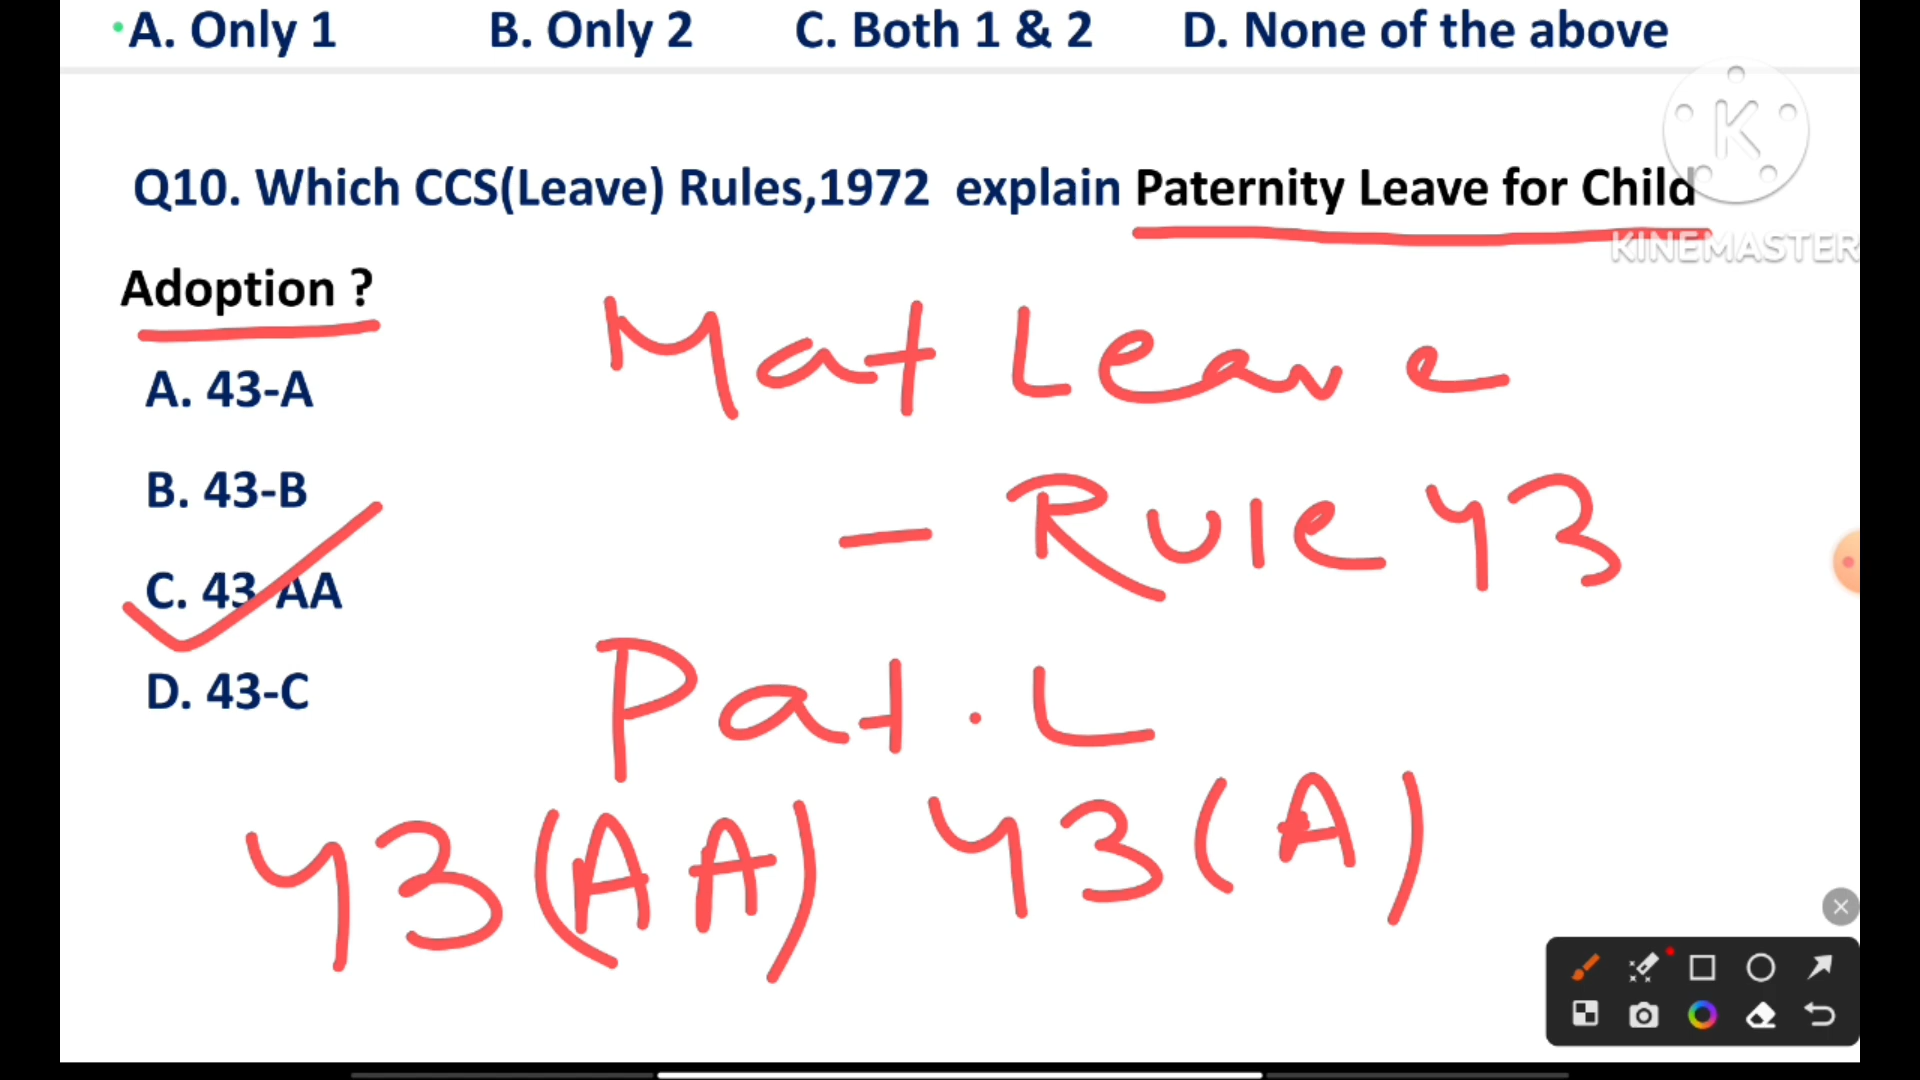 A. Only 1 B. Only 2 C. Both 1 & 2 D. None of the above
Q10. Which CCS(Leave) Rules,1972 explain Paternity Leave for Child
KINEMASTER
Adoption ?
Mat Leave
A. 43-A
B. 43-B
– Rule 43
C. 43-AA
D. 43-C
Pat. L
43(AA) 43(A)